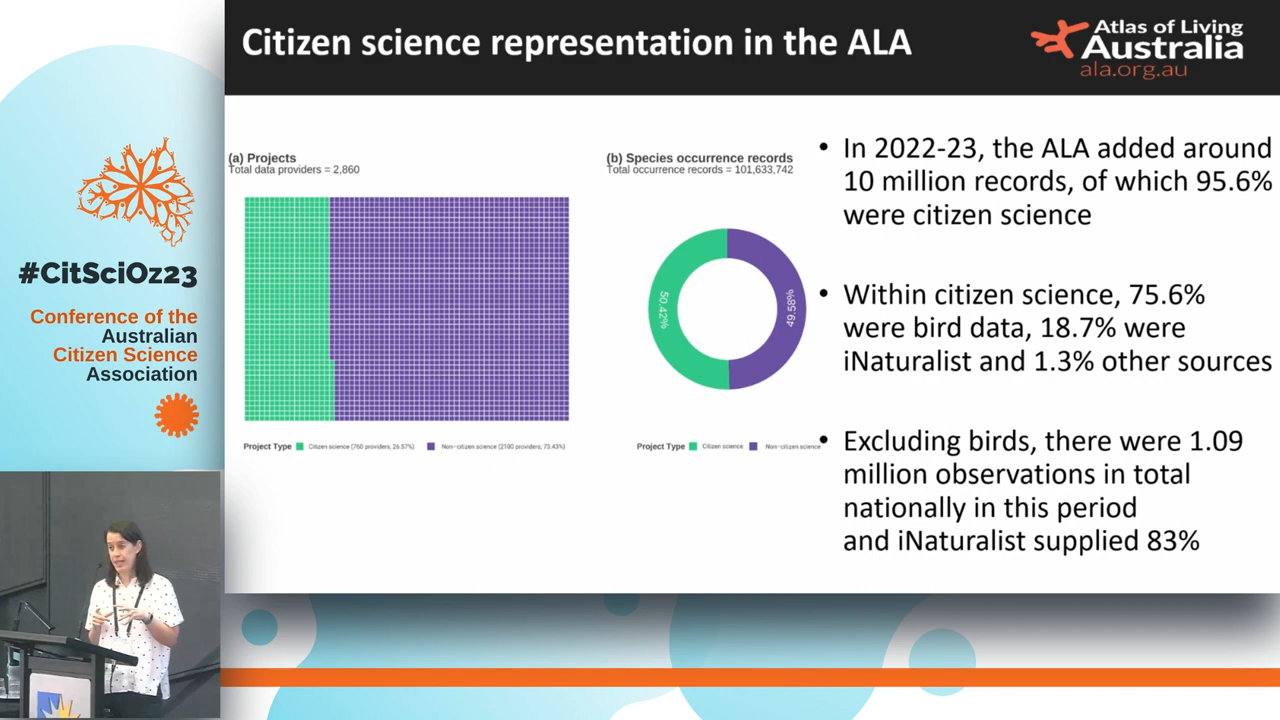 Citizen science representation in the ALA
Atlas of Living
Australia
ala.org.au
#CitSciOz23
Conference of the
Australian
Citizen Science
Association
(a) Projects
Total data providers = 2,860
Project Type
Citizen science (760 providers; 26.57%)
Non-citizen science (2100 providers; 73.43%)
(b) Species occurrence records
Total occurrence records = 101,633,742
50.42%
49.58%
Project Type
Citizen science
Non-citizen science
• In 2022-23, the ALA added around
10 million records, of which 95.6%
were citizen science
• Within citizen science, 75.6%
were bird data, 18.7% were
iNaturalist and 1.3% other sources
• Excluding birds, there were 1.09
million observations in total
nationally in this period
and iNaturalist supplied 83%